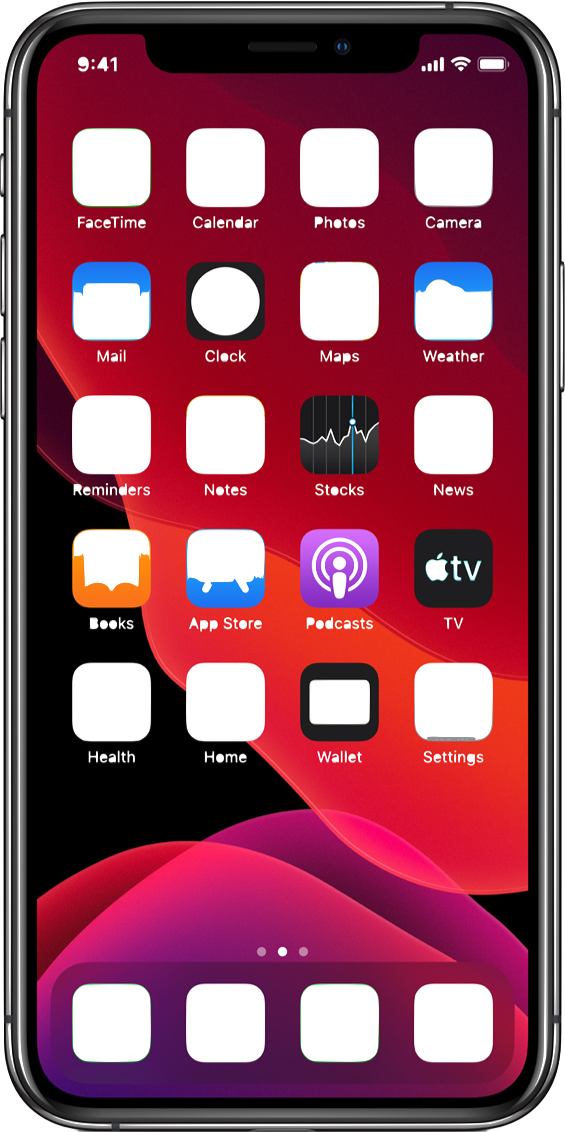 9:41
FaceTime Calendar Photos Camera
Mail Clock Maps Weather
Reminders Notes Stocks News
tv
Books App Store Podcasts TV
Health Home Wallet Settings